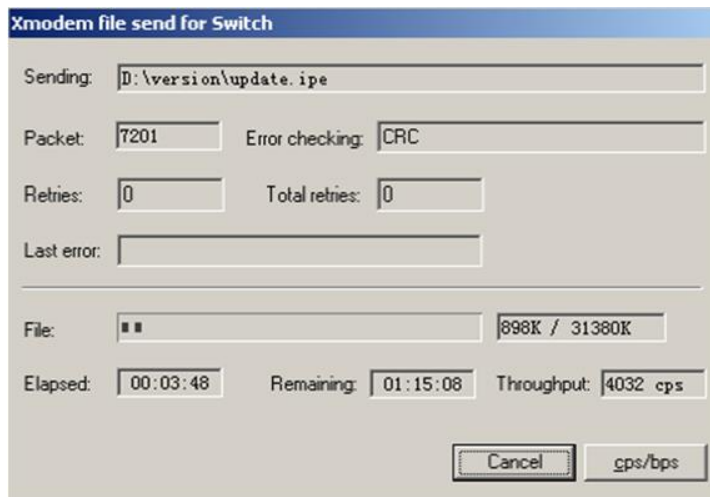 Xmodem file send for Switch
Sending: D:\version\update.ipe
Packet: 7201 Error checking: CRC
Retries: 0 Total retries: 0
Last error:
File: 898K / 31380K
Elapsed: 00:03:48 Remaining: 01:15:08 Throughput: 4032 cps
Cancel cps/bps